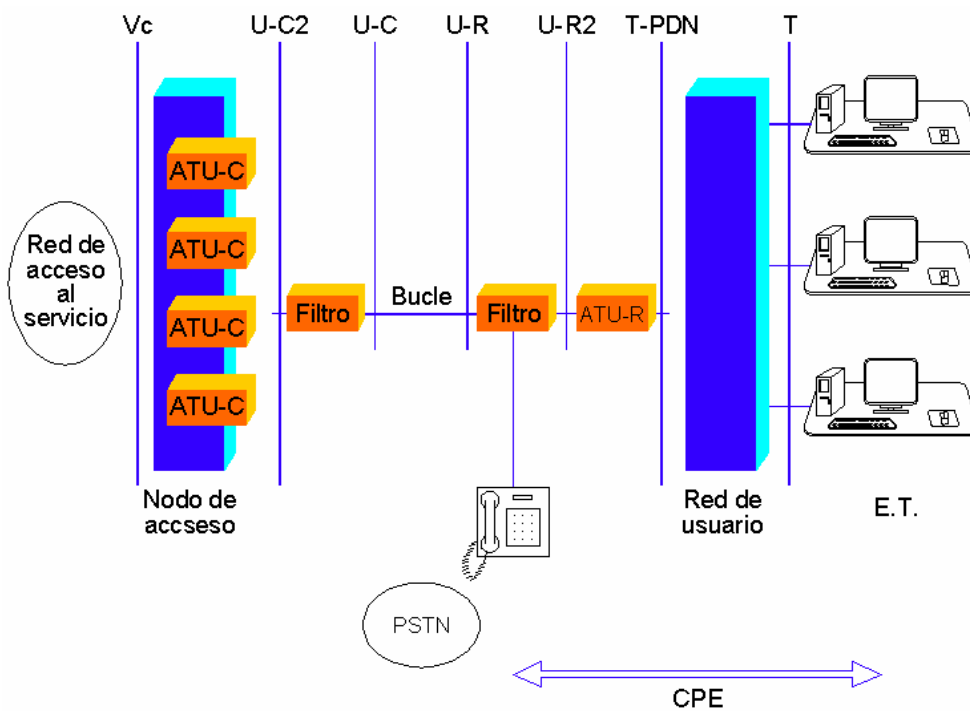 Vc
U-C2
U-C
U-R
U-R2
T-PDN
T
ATU-C
ATU-C
ATU-C
ATU-C
Red de
acceso
al
servicio
Filtro
Bucle
Filtro
ATU-R
Nodo de
accseso
Red de
usuario
E.T.
PSTN
CPE